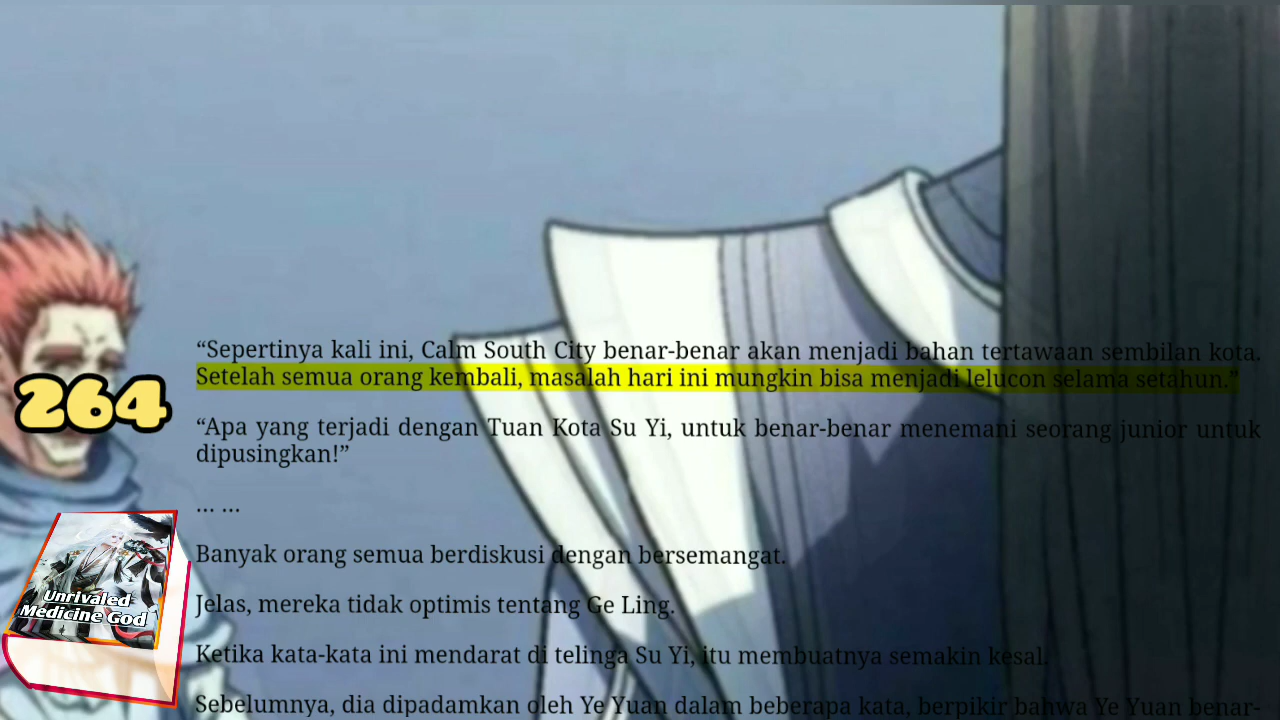 “Sepertinya kali ini, Calm South City benar-benar akan menjadi bahan tertawaan sembilan kota.
Setelah semua orang kembali, masalah hari ini mungkin bisa menjadi lelucon selama setahun.”
“Apa yang terjadi dengan Tuan Kota Su Yi, untuk benar-benar menemani seorang junior untuk
dipusingkan!”
... ...
Banyak orang semua berdiskusi dengan bersemangat.
Jelas, mereka tidak optimis tentang Ge Ling.
Ketika kata-kata ini mendarat di telinga Su Yi, itu membuatnya semakin kesal.
Sebelumnya, dia dipadamkan oleh Ye Yuan dalam beberapa kata, berpikir bahwa Ye Yuan benar-
264
Unrivaled
Medicine God